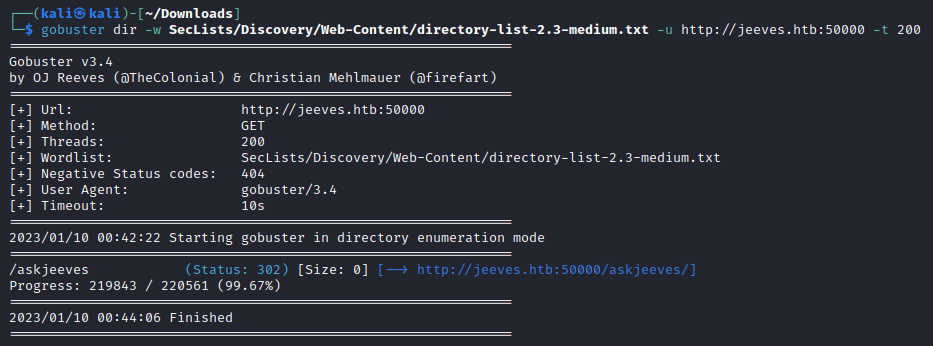 ┌──(kali㉿kali)-[~/Downloads]
└─$ gobuster dir -w SecLists/Discovery/Web-Content/directory-list-2.3-medium.txt -u http://jeeves.htb:50000 -t 200
===============================================================
Gobuster v3.4
by OJ Reeves (@TheColonial) & Christian Mehlmauer (@firefart)
===============================================================
[+] Url:                     http://jeeves.htb:50000
[+] Method:                  GET
[+] Threads:                 200
[+] Wordlist:                SecLists/Discovery/Web-Content/directory-list-2.3-medium.txt
[+] Negative Status codes:   404
[+] User Agent:              gobuster/3.4
[+] Timeout:                 10s
===============================================================
2023/01/10 00:42:22 Starting gobuster in directory enumeration mode
===============================================================
/askjeeves            (Status: 302) [Size: 0] [--> http://jeeves.htb:50000/askjeeves/]
Progress: 219843 / 220561 (99.67%)
===============================================================
2023/01/10 00:44:06 Finished
===============================================================